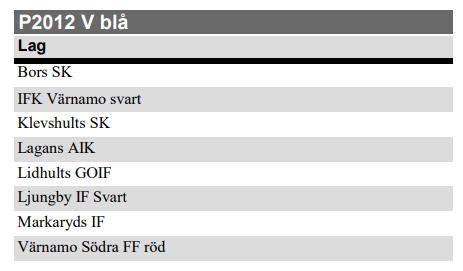 P2012 V blå
Lag
Bors SK
IFK Värnamo svart
Klevshults SK
Lagans AIK
Lidhults GOIF
Ljungby IF Svart
Markaryds IF
Värnamo Södra FF röd